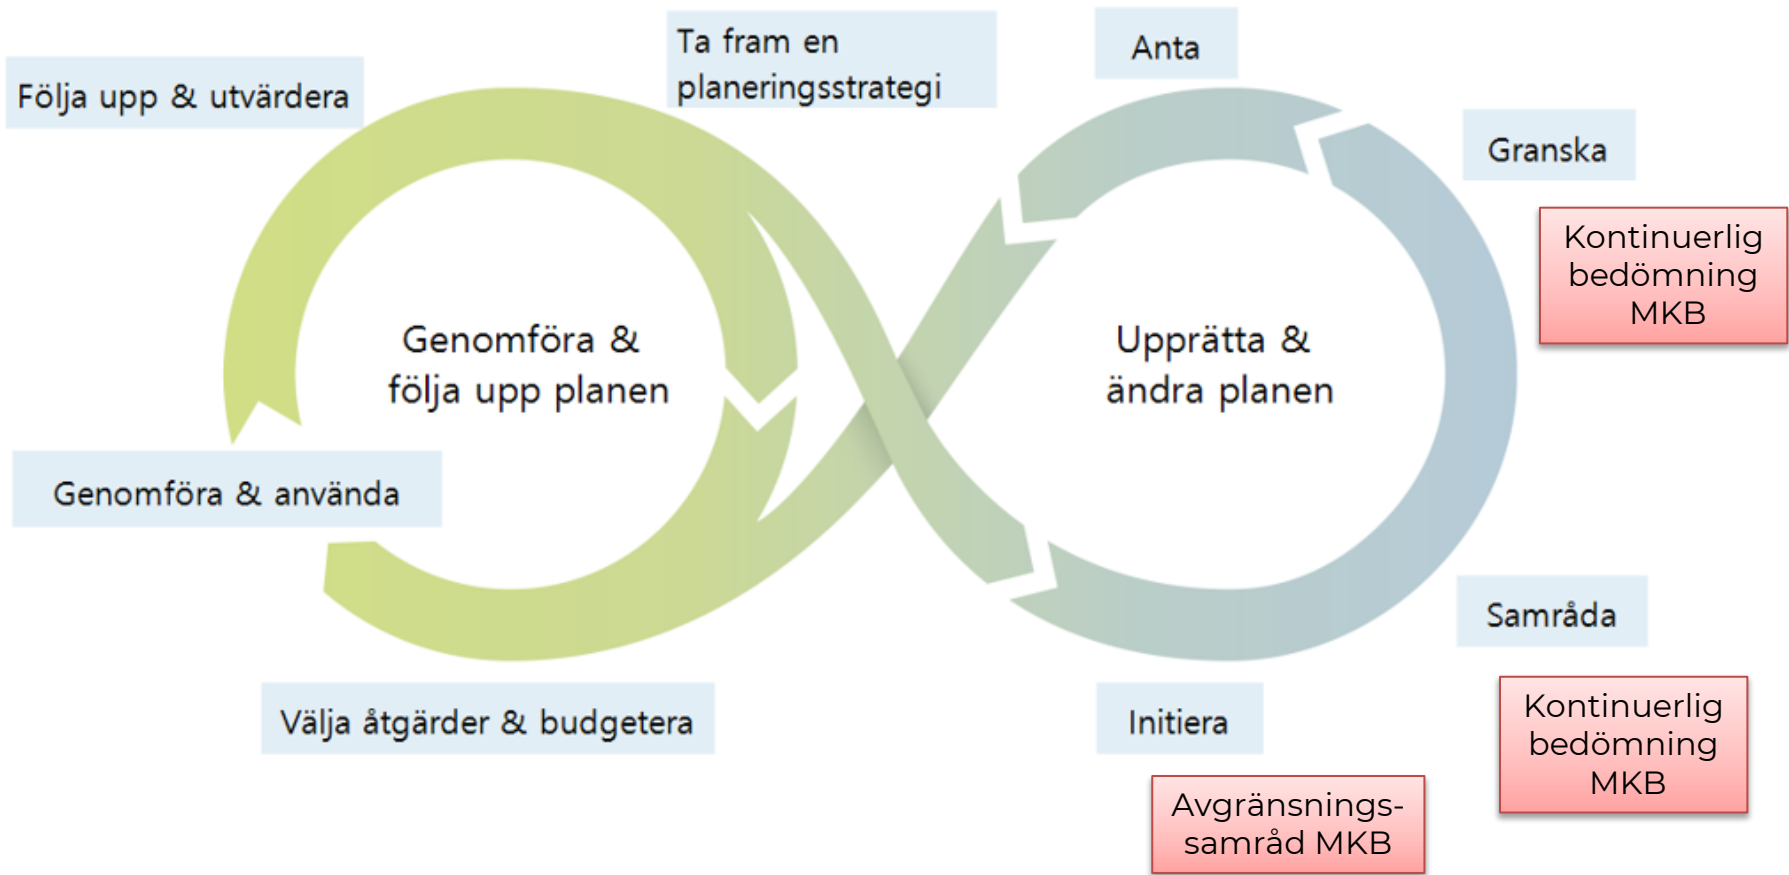 Följa upp & utvärdera
Ta fram en
planeringsstrategi
Anta
Granska
Kontinuerlig
bedömning
MKB
Genomföra &
följa upp planen
Upprätta &
ändra planen
Genomföra & använda
Samråda
Kontinuerlig
bedömning
MKB
Välja åtgärder & budgetera
Initiera
Avgränsnings-
samråd MKB